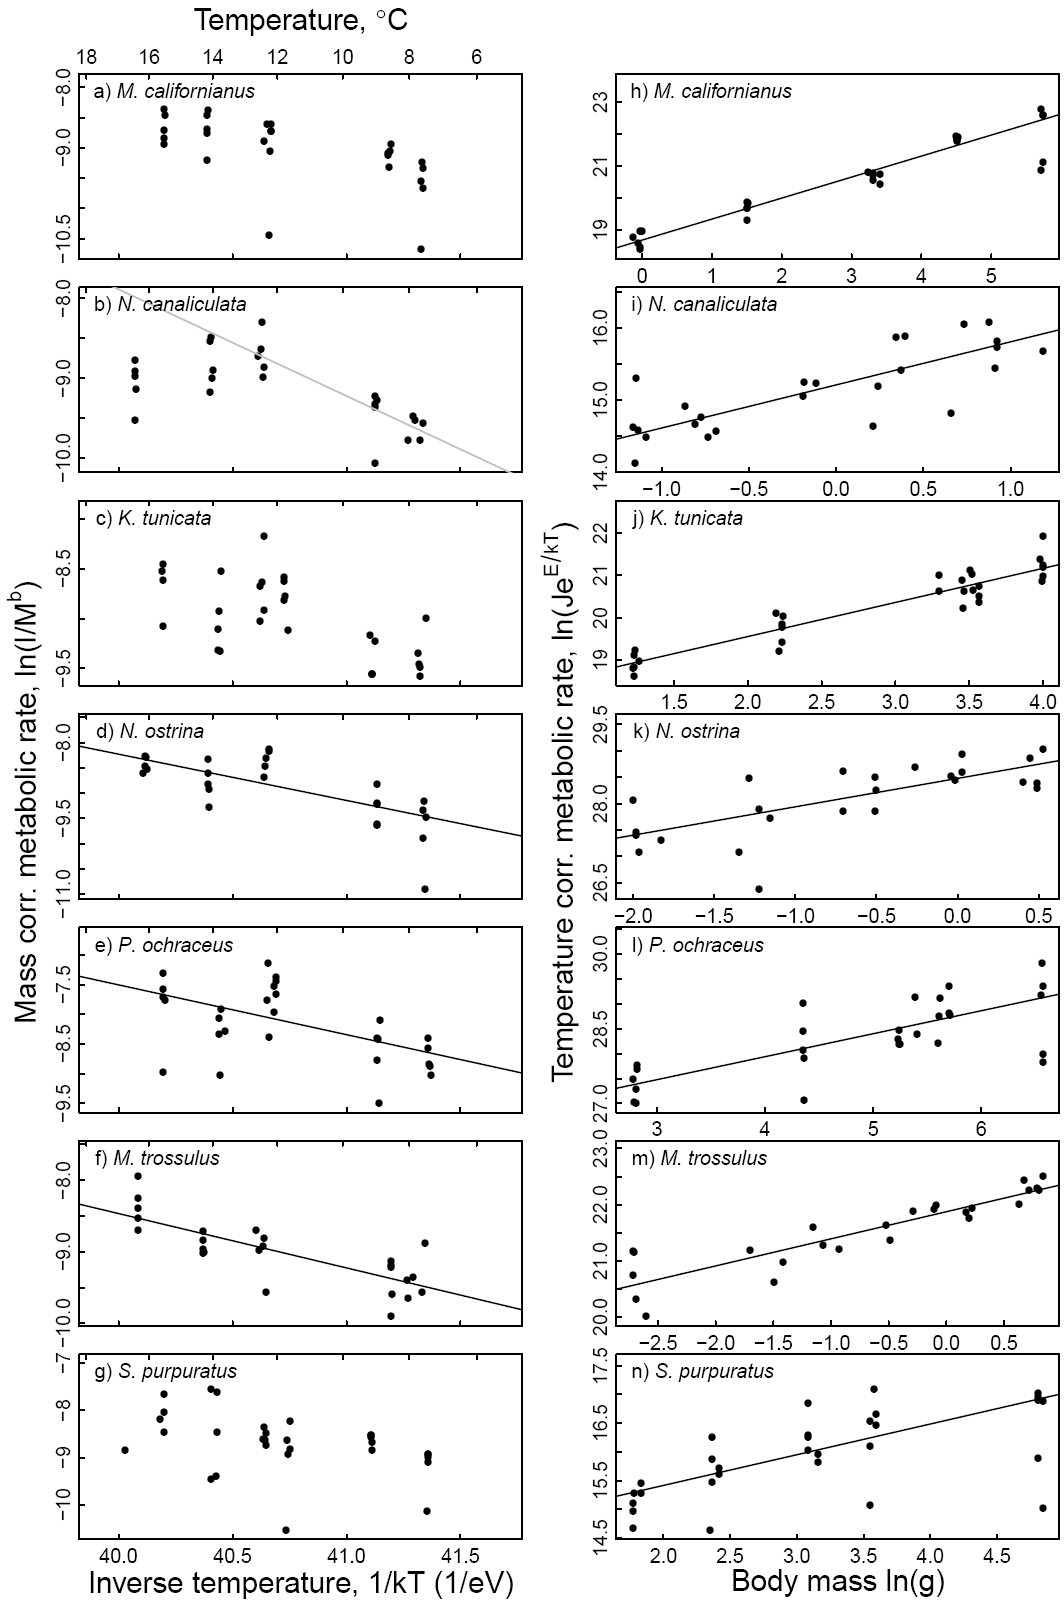 Temperature, °C
18 16 14 12 10 8 6
Mass corr. metabolic rate, ln(I/M^b)
a) M. californianus
−8.0
−9.0
−10.5
b) N. canaliculata
−8.0
−9.0
−10.0
c) K. tunicata
−8.5
−9.5
d) N. ostrina
−8.0
−9.5
−11.0
e) P. ochraceus
−7.5
−8.5
−9.5
f) M. trossulus
−8.0
−9.0
−10.0
g) S. purpuratus
−7
−8
−9
−10
40.0 40.5 41.0 41.5
Inverse temperature, 1/kT (1/eV)
Temperature corr. metabolic rate, ln(Je^E/kT)
h) M. californianus
23
21
19
0 1 2 3 4 5
i) N. canaliculata
16.0
15.0
14.0
−1.0 −0.5 0.0 0.5 1.0
j) K. tunicata
22
21
20
19
1.5 2.0 2.5 3.0 3.5 4.0
k) N. ostrina
29.5
28.0
26.5
−2.0 −1.5 −1.0 −0.5 0.0 0.5
l) P. ochraceus
30.0
28.5
27.0
3 4 5 6
m) M. trossulus
23.0
22.0
21.0
20.0
−2.5 −2.0 −1.5 −1.0 −0.5 0.0 0.5
n) S. purpuratus
17.5
16.5
15.5
14.5
2.0 2.5 3.0 3.5 4.0 4.5
Body mass ln(g)